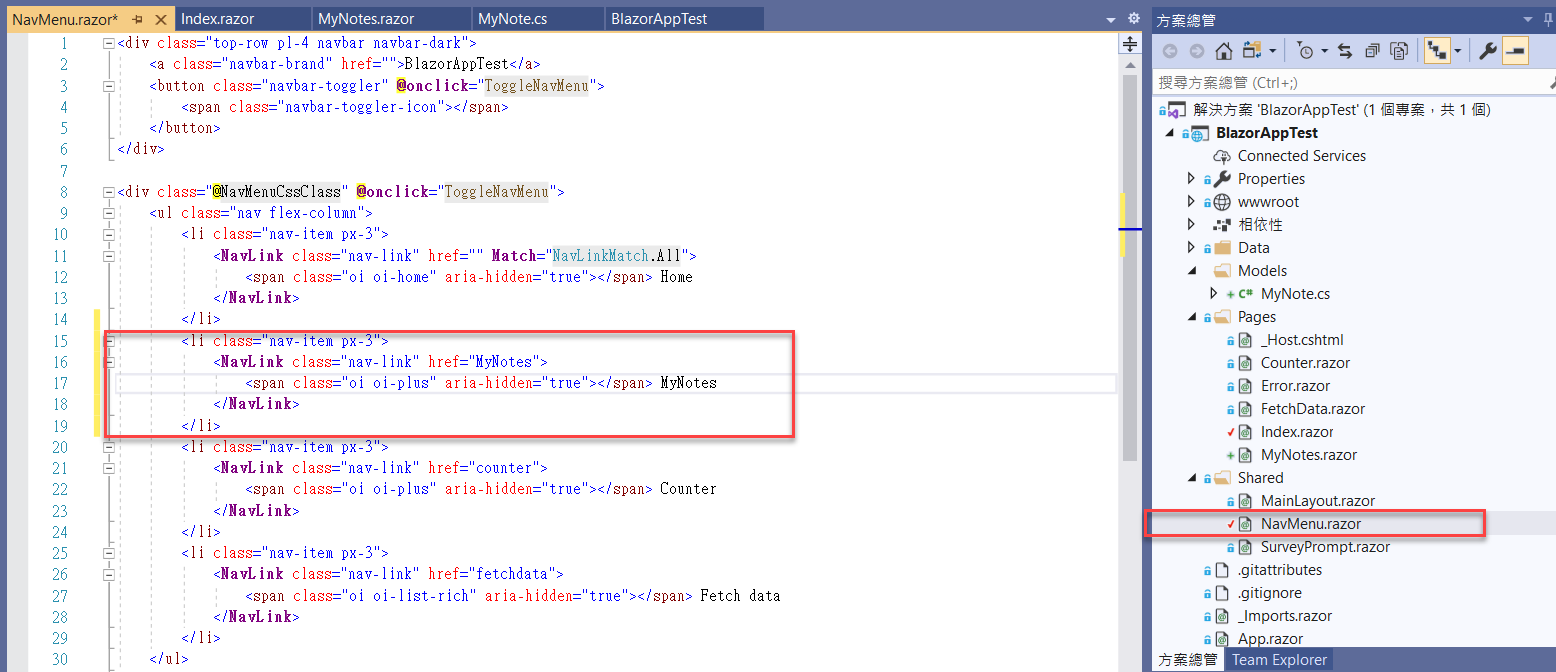 NavMenu.razor*
Index.razor
MyNotes.razor
MyNote.cs
BlazorAppTest
1 <div class="top-row pl-4 navbar navbar-dark">
2 <a class="navbar-brand" href="">BlazorAppTest</a>
3 <button class="navbar-toggler" @onclick="ToggleNavMenu">
4 <span class="navbar-toggler-icon"></span>
5 </button>
6 </div>
7
8 <div class="@NavMenuCssClass" @onclick="ToggleNavMenu">
9 <ul class="nav flex-column">
10 <li class="nav-item px-3">
11 <NavLink class="nav-link" href="" Match="NavLinkMatch.All">
12 <span class="oi oi-home" aria-hidden="true"></span> Home
13 </NavLink>
14 </li>
15 <li class="nav-item px-3">
16 <NavLink class="nav-link" href="MyNotes">
17 <span class="oi oi-plus" aria-hidden="true"></span> MyNotes
18 </NavLink>
19 </li>
20 <li class="nav-item px-3">
21 <NavLink class="nav-link" href="counter">
22 <span class="oi oi-plus" aria-hidden="true"></span> Counter
23 </NavLink>
24 </li>
25 <li class="nav-item px-3">
26 <NavLink class="nav-link" href="fetchdata">
27 <span class="oi oi-list-rich" aria-hidden="true"></span> Fetch data
28 </NavLink>
29 </li>
30 </ul>
方案總管
搜尋方案總管 (Ctrl+;)
解決方案 'BlazorAppTest' (1 個專案，共 1 個)
BlazorAppTest
Connected Services
Properties
wwwroot
相依性
Data
Models
C# MyNote.cs
Pages
_Host.cshtml
Counter.razor
Error.razor
FetchData.razor
Index.razor
MyNotes.razor
Shared
MainLayout.razor
NavMenu.razor
SurveyPrompt.razor
.gitattributes
.gitignore
_Imports.razor
App.razor
方案總管
Team Explorer